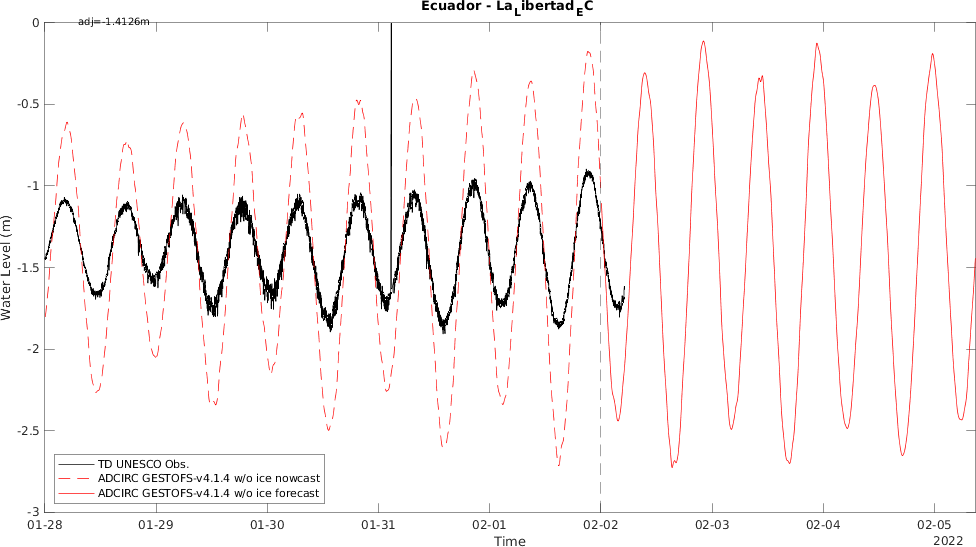 Ecuador - La_Libertad_EC
adj=-1.4126m
0
-0.5
-1
-1.5
-2
-2.5
-3
Water Level (m)
TD UNESCO Obs.
ADCIRC GESTOFS-v4.1.4 w/o ice nowcast
ADCIRC GESTOFS-v4.1.4 w/o ice forecast
01-28 01-29 01-30 01-31 02-01 02-02 02-03 02-04 02-05
Time
2022